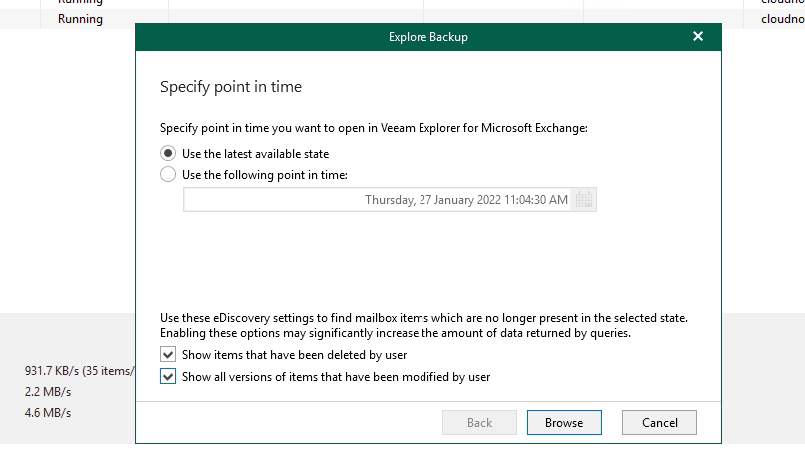 Running
cloudno
Running
cloudno
Explore Backup
Specify point in time
Specify point in time you want to open in Veeam Explorer for Microsoft Exchange:
Use the latest available state
Use the following point in time:
Thursday, 27 January 2022 11:04:30 AM
Use these eDiscovery settings to find mailbox items which are no longer present in the selected state.
Enabling these options may significantly increase the amount of data returned by queries.
Show items that have been deleted by user
Show all versions of items that have been modified by user
931.7 KB/s (35 items/
2.2 MB/s
4.6 MB/s
Back
Browse
Cancel